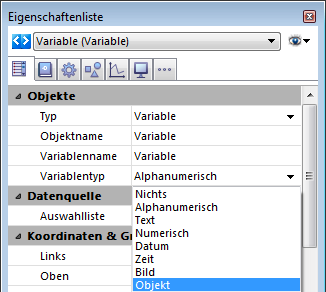 Eigenschaftenliste
Variable (Variable)
Objekte
Typ Variable
Objektname Variable
Variablenname Variable
Variablentyp Alphanumerisch
Nichts
Alphanumerisch
Text
Numerisch
Datum
Zeit
Bild
Objekt
Datenquelle
Auswahlliste
Koordinaten & Gr
Links
Oben